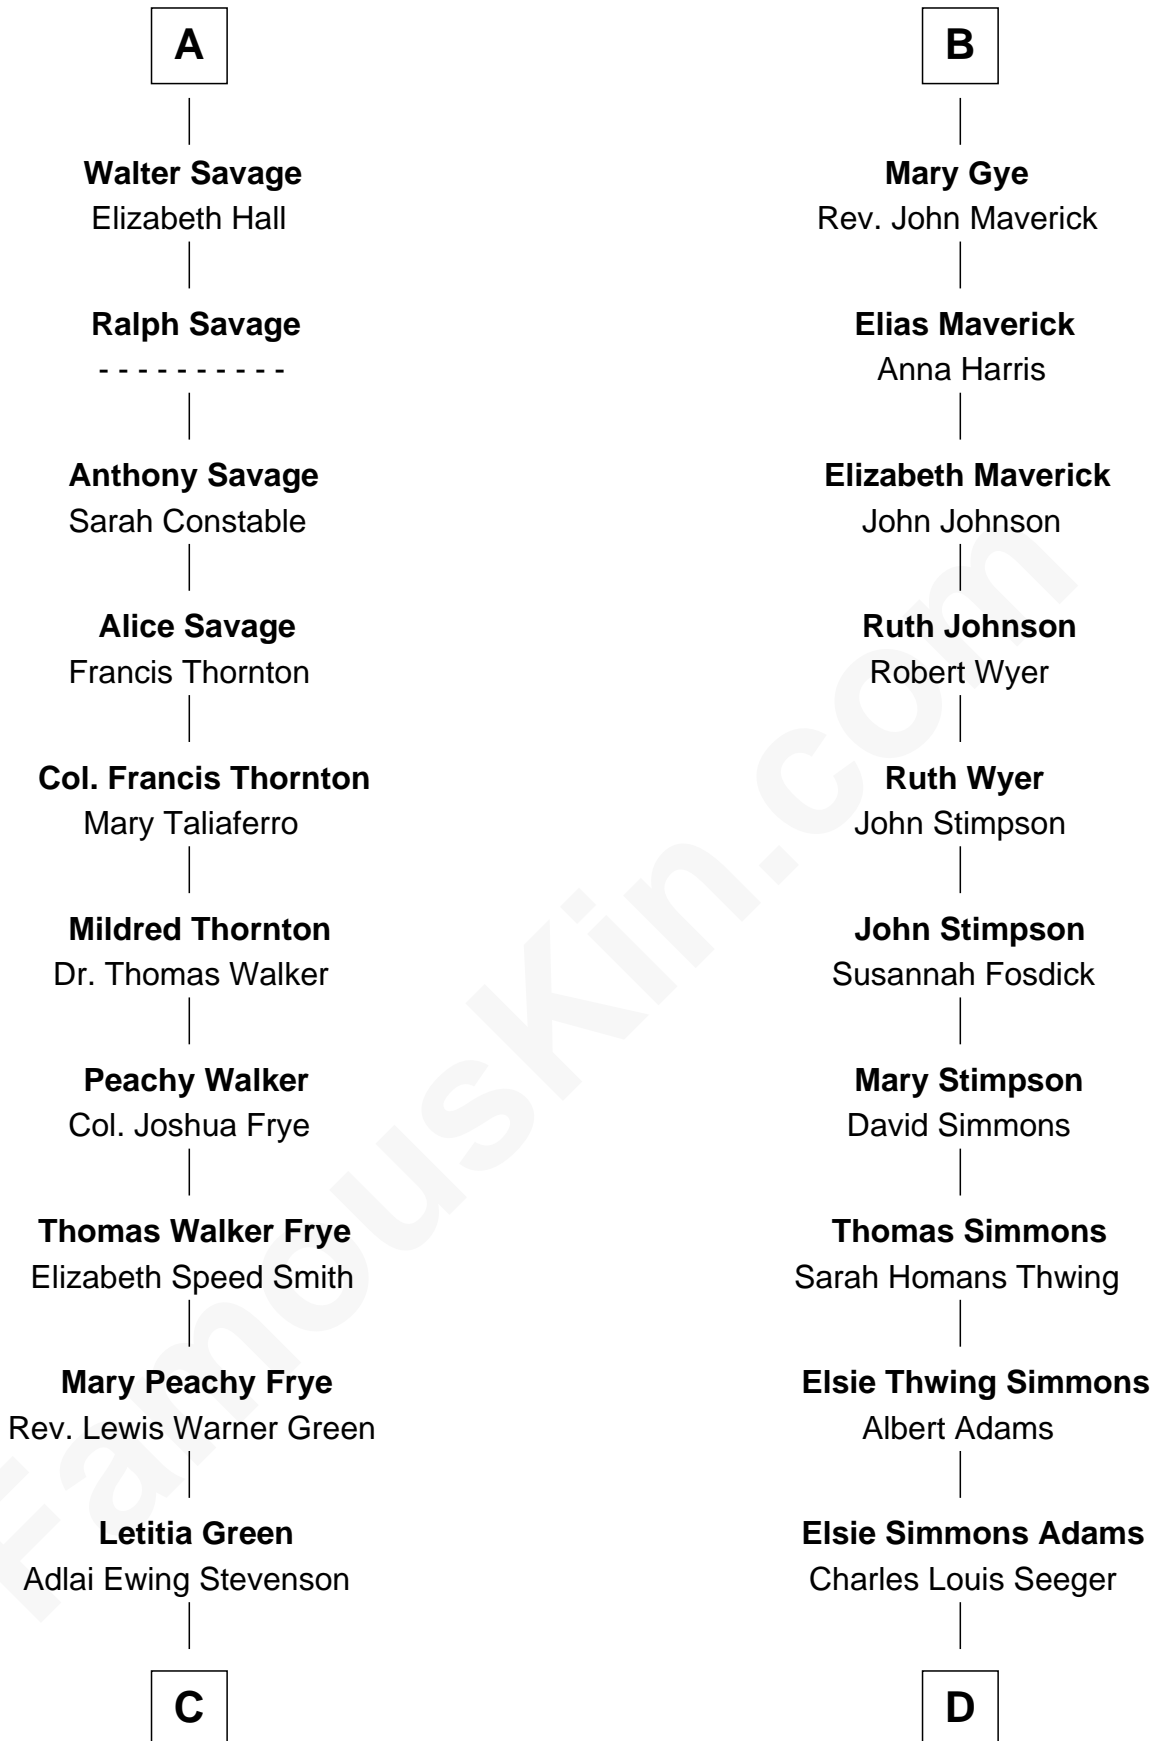 A
Walter Savage
Elizabeth Hall
Ralph Savage
- - - - - - - - - -
Anthony Savage
Sarah Constable
Alice Savage
Francis Thornton
Col. Francis Thornton
Mary Taliaferro
Mildred Thornton
Dr. Thomas Walker
Peachy Walker
Col. Joshua Frye
Thomas Walker Frye
Elizabeth Speed Smith
Mary Peachy Frye
Rev. Lewis Warner Green
Letitia Green
Adlai Ewing Stevenson
C
B
Mary Gye
Rev. John Maverick
Elias Maverick
Anna Harris
Elizabeth Maverick
John Johnson
Ruth Johnson
Robert Wyer
Ruth Wyer
John Stimpson
John Stimpson
Susannah Fosdick
Mary Stimpson
David Simmons
Thomas Simmons
Sarah Homans Thwing
Elsie Thwing Simmons
Albert Adams
Elsie Simmons Adams
Charles Louis Seeger
D
FamousKin.com